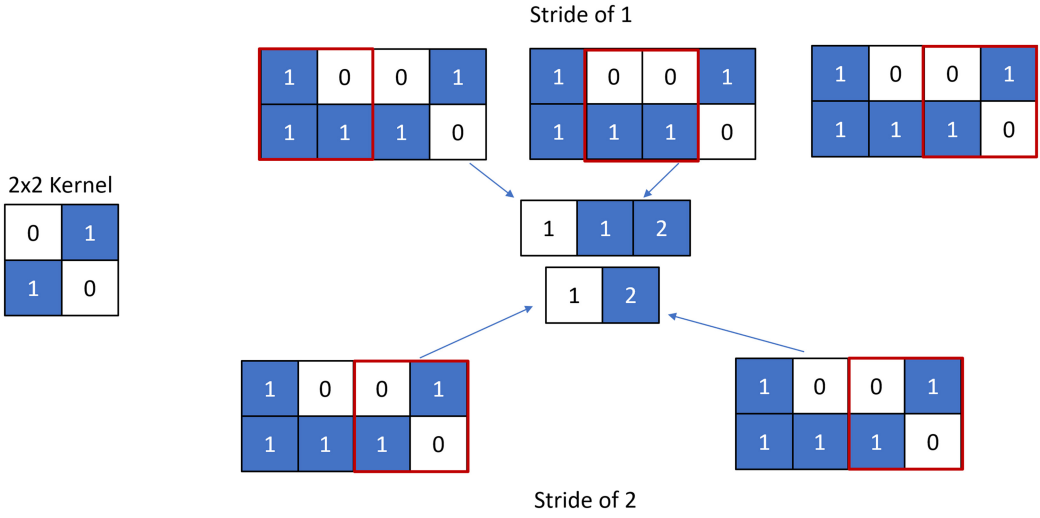 Stride of 1
1 0 0 1
1 1 1 0
1 0 0 1
1 1 1 0
1 0 0 1
1 1 1 0
2x2 Kernel
0 1
1 0
1 1 2
1 2
1 0 0 1
1 1 1 0
1 0 0 1
1 1 1 0
Stride of 2